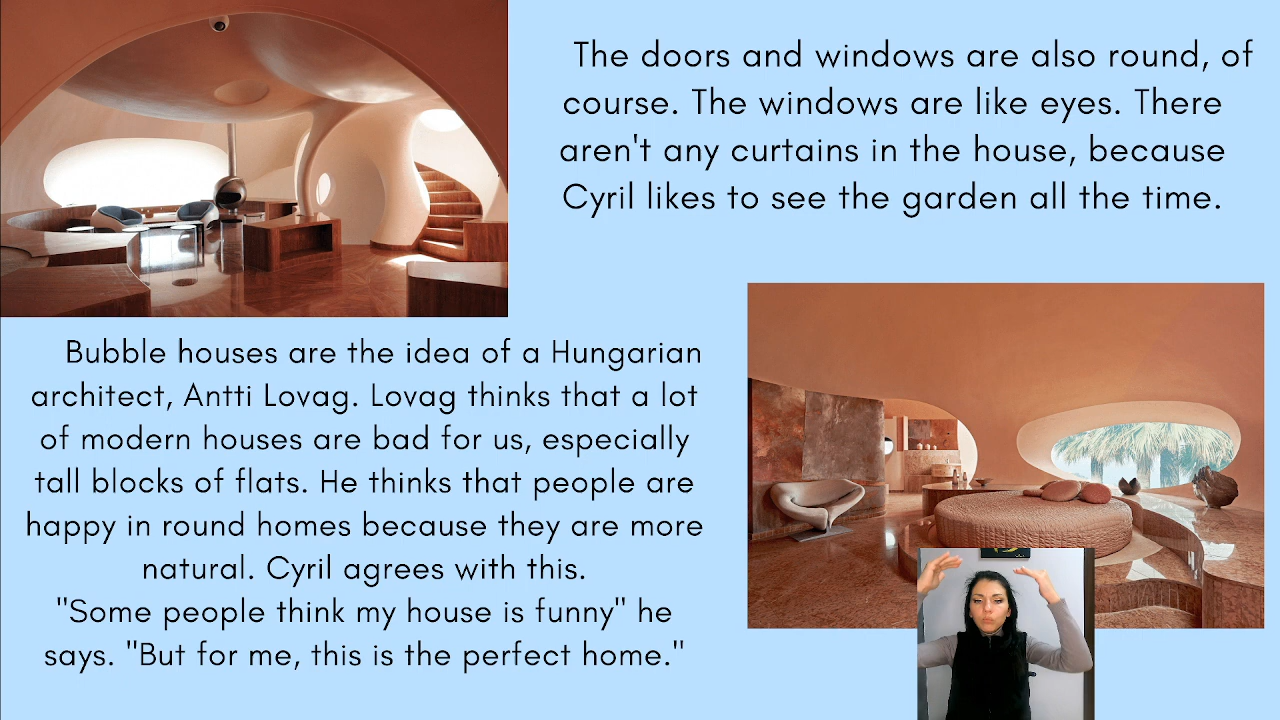 The doors and windows are also round, of
course. The windows are like eyes. There
aren't any curtains in the house, because
Cyril likes to see the garden all the time.
Bubble houses are the idea of a Hungarian
architect, Antti Lovag. Lovag thinks that a lot
of modern houses are bad for us, especially
tall blocks of flats. He thinks that people are
happy in round homes because they are more
natural. Cyril agrees with this.
"Some people think my house is funny" he
says. "But for me, this is the perfect home."